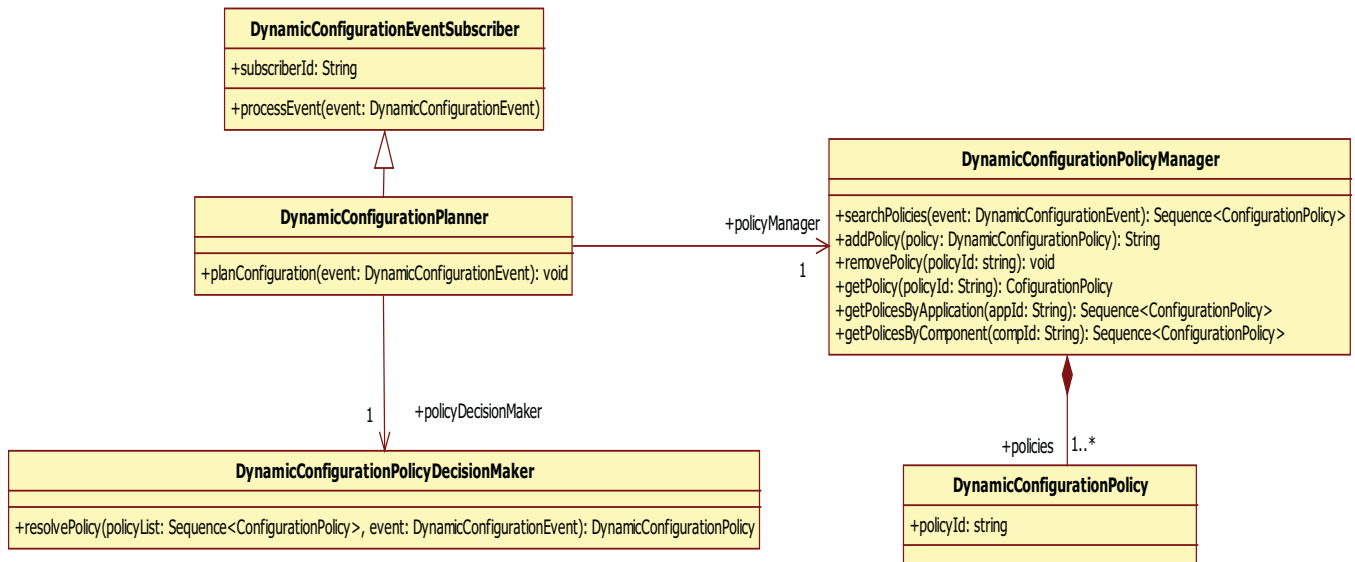 DynamicConfigurationEventSubscriber
+subscriberId: String
+processEvent(event: DynamicConfigurationEvent)
DynamicConfigurationPlanner
+planConfiguration(event: DynamicConfigurationEvent): void
+policyManager
1
DynamicConfigurationPolicyManager
+searchPolicies(event: DynamicConfigurationEvent): Sequence<ConfigurationPolicy>
+addPolicy(policy: DynamicConfigurationPolicy): String
+removePolicy(policyId: string): void
+getPolicy(policyId: String): CofigurationPolicy
+getPolicesByApplication(appId: String): Sequence<ConfigurationPolicy>
+getPolicesByComponent(compId: String): Sequence<ConfigurationPolicy>
1
+policyDecisionMaker
DynamicConfigurationPolicyDecisionMaker
+resolvePolicy(policyList: Sequence<ConfigurationPolicy>, event: DynamicConfigurationEvent): DynamicConfigurationPolicy
+policies
1..*
DynamicConfigurationPolicy
+policyId: string